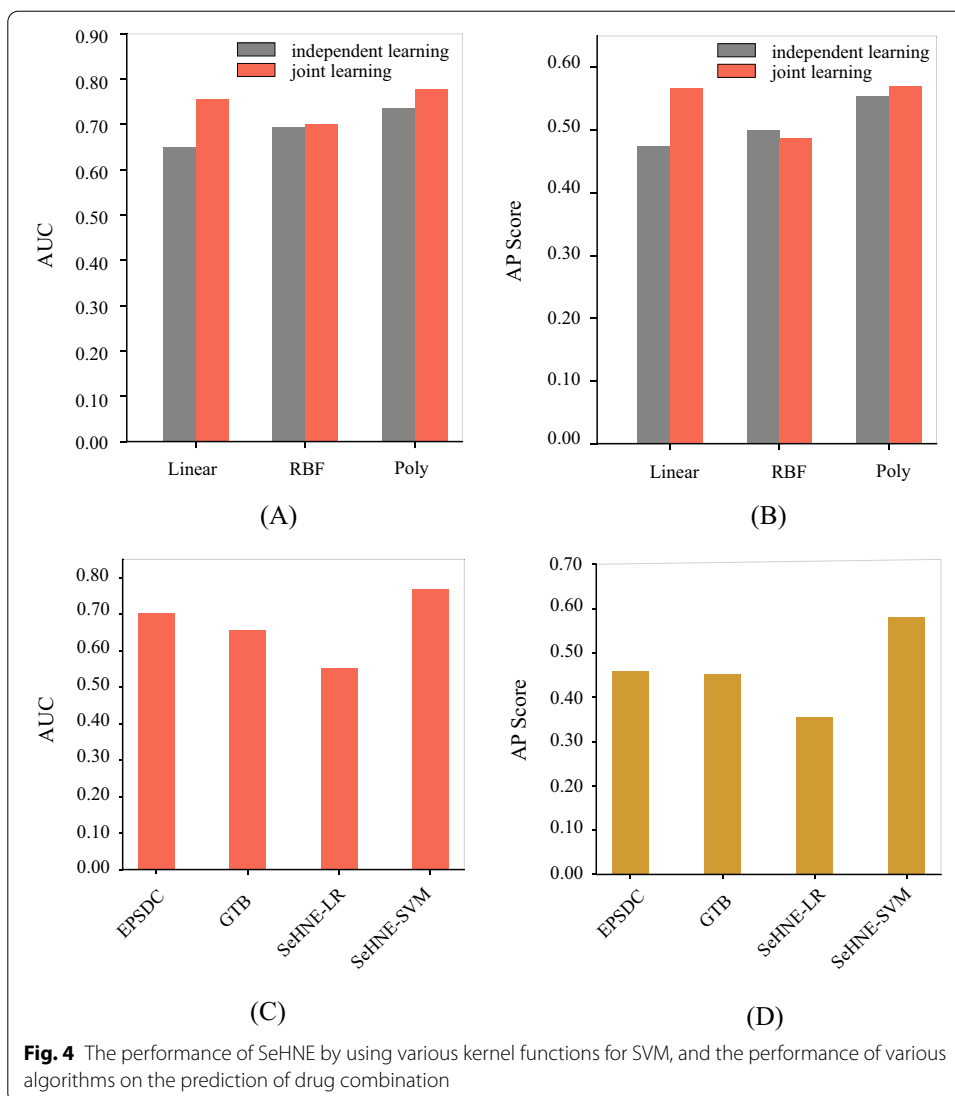 0.90
0.80
0.70
0.60
0.50
0.40
0.30
0.20
0.10
0.00
AUC
independent learning
joint learning
Linear
RBF
Poly
(A)
0.60
0.50
0.40
0.30
0.20
0.10
0.00
AP Score
independent learning
joint learning
Linear
RBF
Poly
(B)
0.80
0.70
0.60
0.50
0.40
0.30
0.20
0.10
0.00
AUC
EPSDC
GTB
SeHNE-LR
SeHNE-SVM
(C)
0.70
0.60
0.50
0.40
0.30
0.20
0.10
0.00
AP Score
EPSDC
GTB
SeHNE-LR
SeHNE-SVM
(D)
Fig. 4 The performance of SeHNE by using various kernel functions for SVM, and the performance of various
algorithms on the prediction of drug combination